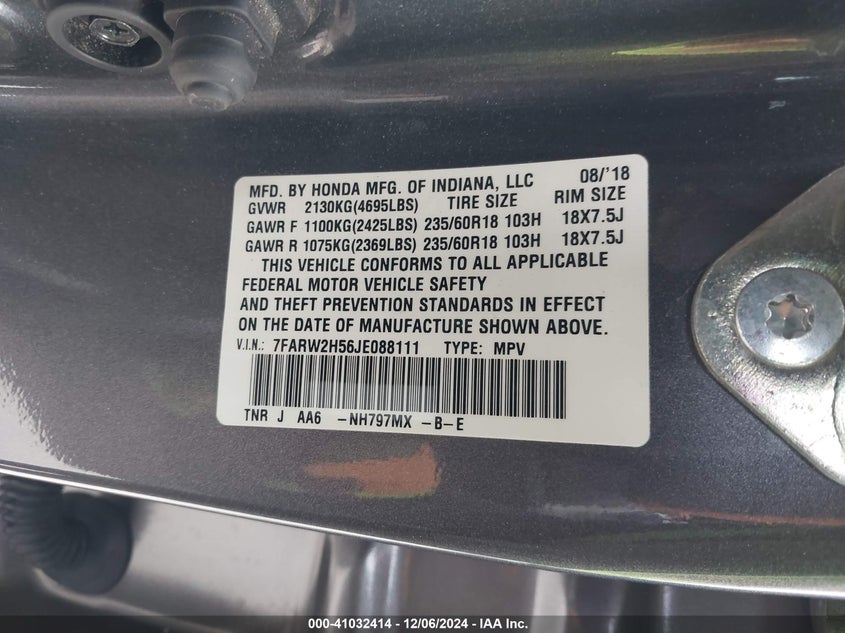 MFD. BY HONDA MFG. OF INDIANA, LLC 08/'18
GVWR 2130KG(4695LBS) TIRE SIZE RIM SIZE
GAWR F 1100KG(2425LBS) 235/60R18 103H 18X7.5J
GAWR R 1075KG(2369LBS) 235/60R18 103H 18X7.5J
THIS VEHICLE CONFORMS TO ALL APPLICABLE
FEDERAL MOTOR VEHICLE SAFETY
AND THEFT PREVENTION STANDARDS IN EFFECT
ON THE DATE OF MANUFACTURE SHOWN ABOVE.
V.I.N.: 7FARW2H56JE088111 TYPE: MPV
TNR J AA6 -NH797MX -B-E
000-41032414 - 12/06/2024 - IAA Inc.